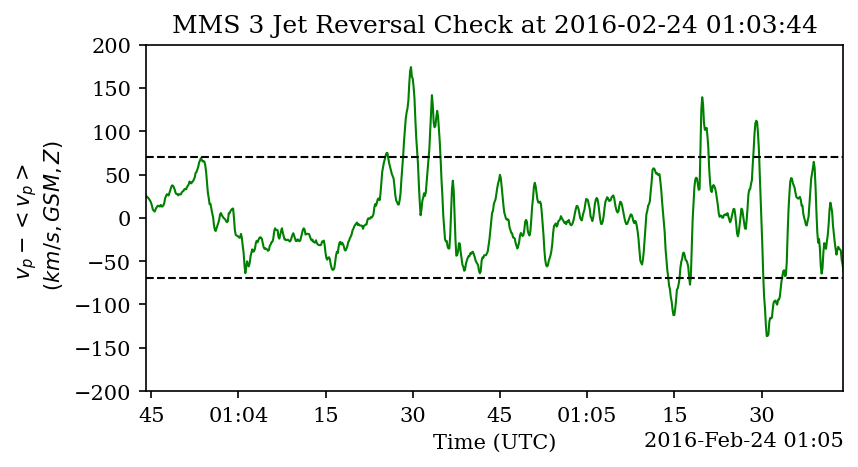 MMS 3 Jet Reversal Check at 2016-02-24 01:03:44
200
150
100
50
0
−50
−100
−150
−200
v_p − < v_p >
(km/s, GSM, Z)
45 01:04 15 30 45 01:05 15 30
Time (UTC)
2016-Feb-24 01:05